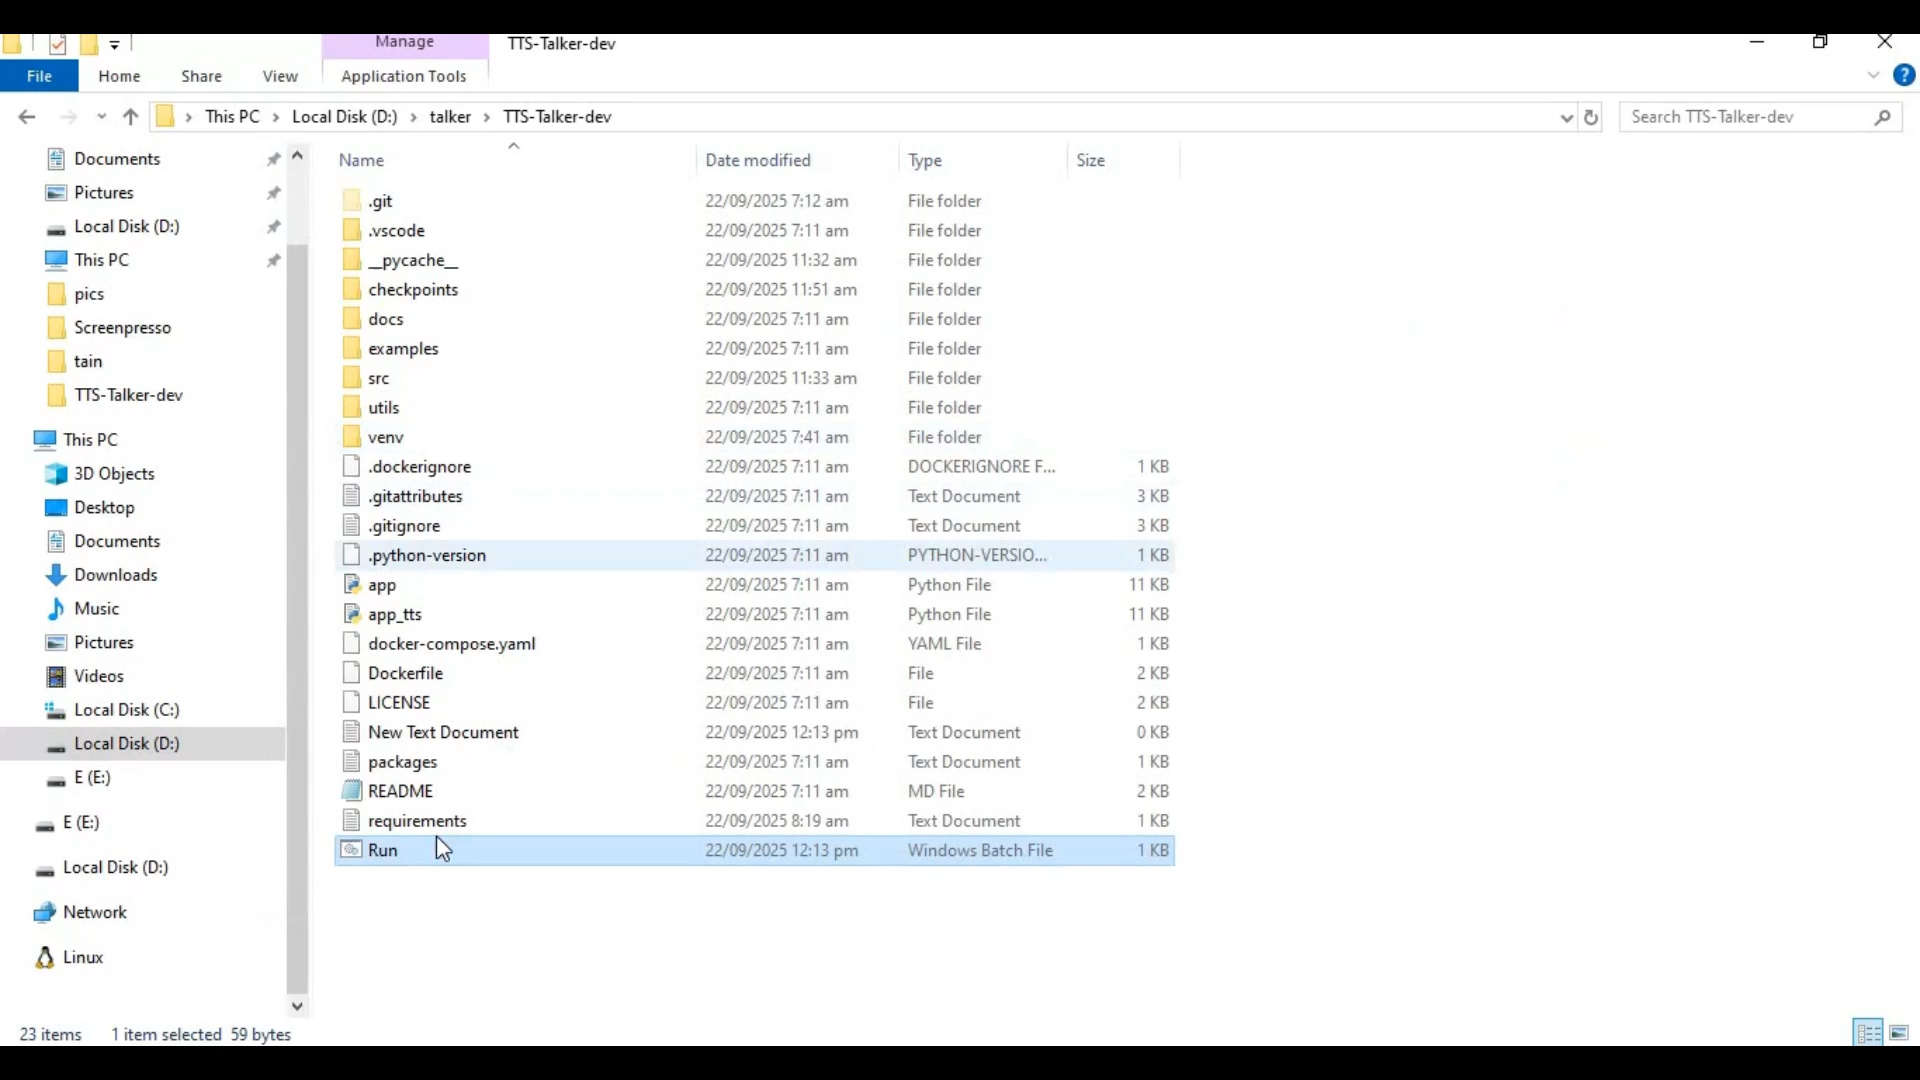 Manage
TTS-Talker-dev
File
Home
Share
View
Application Tools
This PC
Local Disk (D:)
talker
TTS-Talker-dev
Search TTS-Talker-dev
Documents
Pictures
Local Disk (D:)
This PC
pics
Screenpresso
tain
TTS-Talker-dev
This PC
3D Objects
Desktop
Documents
Downloads
Music
Pictures
Videos
Local Disk (C:)
Local Disk (D:)
E (E:)
E (E:)
Local Disk (D:)
Network
Linux
Name Date modified Type Size
.git 22/09/2025 7:12 am File folder
.vscode 22/09/2025 7:11 am File folder
__pycache__ 22/09/2025 11:32 am File folder
checkpoints 22/09/2025 11:51 am File folder
docs 22/09/2025 7:11 am File folder
examples 22/09/2025 7:11 am File folder
src 22/09/2025 11:33 am File folder
utils 22/09/2025 7:11 am File folder
venv 22/09/2025 7:41 am File folder
.dockerignore 22/09/2025 7:11 am DOCKERIGNORE F... 1 KB
.gitattributes 22/09/2025 7:11 am Text Document 3 KB
.gitignore 22/09/2025 7:11 am Text Document 3 KB
.python-version 22/09/2025 7:11 am PYTHON-VERSIO... 1 KB
app 22/09/2025 7:11 am Python File 11 KB
app_tts 22/09/2025 7:11 am Python File 11 KB
docker-compose.yaml 22/09/2025 7:11 am YAML File 1 KB
Dockerfile 22/09/2025 7:11 am File 2 KB
LICENSE 22/09/2025 7:11 am File 2 KB
New Text Document 22/09/2025 12:13 pm Text Document 0 KB
packages 22/09/2025 7:11 am Text Document 1 KB
README 22/09/2025 7:11 am MD File 2 KB
requirements 22/09/2025 8:19 am Text Document 1 KB
Run 22/09/2025 12:13 pm Windows Batch File 1 KB
23 items 1 item selected 59 bytes